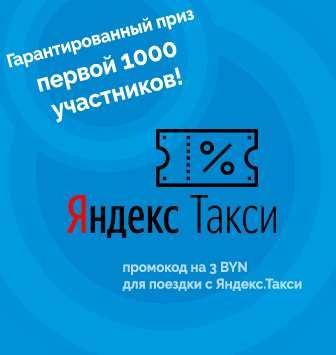 Гарантированный приз
первой 1000
участников!
%
Яндекс Такси
промокод на 3 BYN
для поездки с Яндекс.Такси